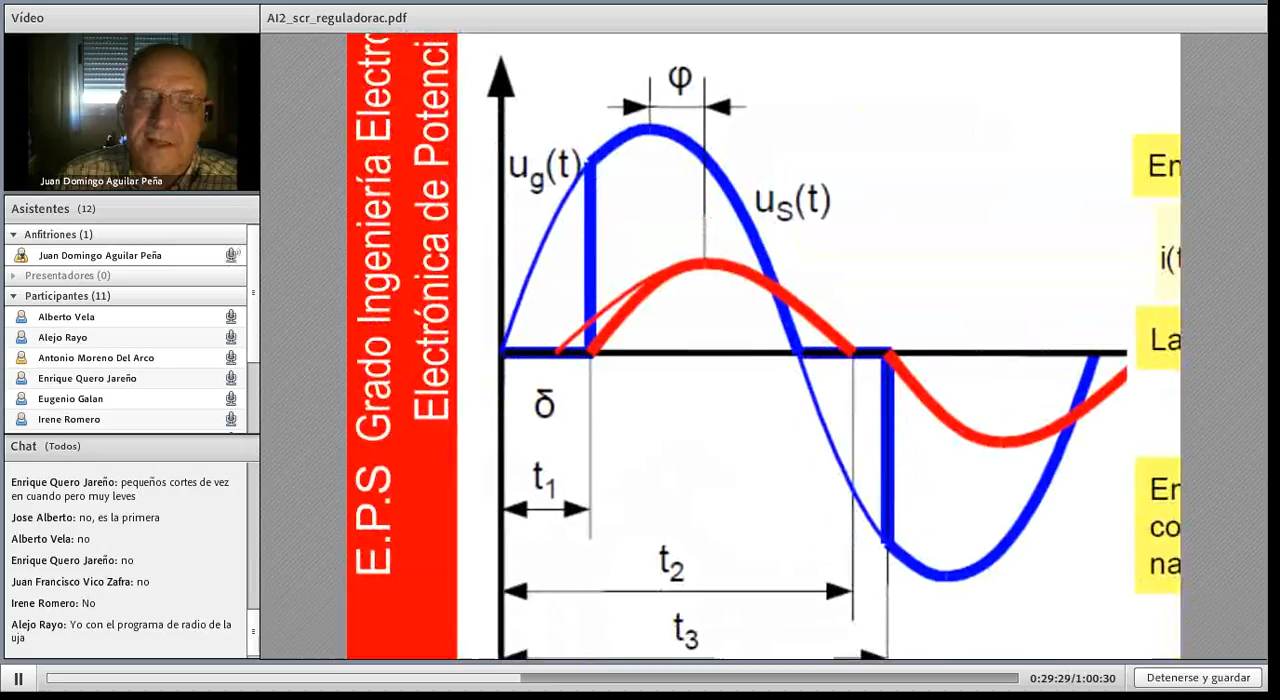 Vídeo
AI2_scr_reguladorac.pdf
Juan Domingo Aguilar Peña
Asistentes (12)
Anfitriones (1)
Juan Domingo Aguilar Peña
Presentadores (0)
Participantes (11)
Alberto Vela
Alejo Rayo
Antonio Moreno Del Arco
Enrique Quero Jareño
Eugenio Galan
Irene Romero
Chat (Todos)
Enrique Quero Jareño: pequeños cortes de vez
en cuando pero muy leves
Jose Alberto: no, es la primera
Alberto Vela: no
Enrique Quero Jareño: no
Juan Francisco Vico Zafra: no
Irene Romero: No
Alejo Rayo: Yo con el programa de radio de la
uja
E.P.S Grado Ingeniería Electró
Electrónica de Potenci
φ
ug(t)
uS(t)
δ
t1
t2
t3
En
i(t
La
En
co
na
0:29:29/1:00:30
Detenerse y guardar